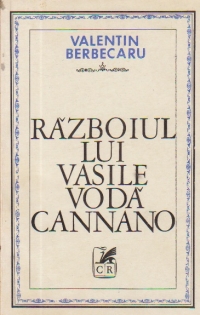 VALENTIN
BERBECARU
RĂZBOIUL
LUI
VASILE
VODĂ
CANNANO
CR